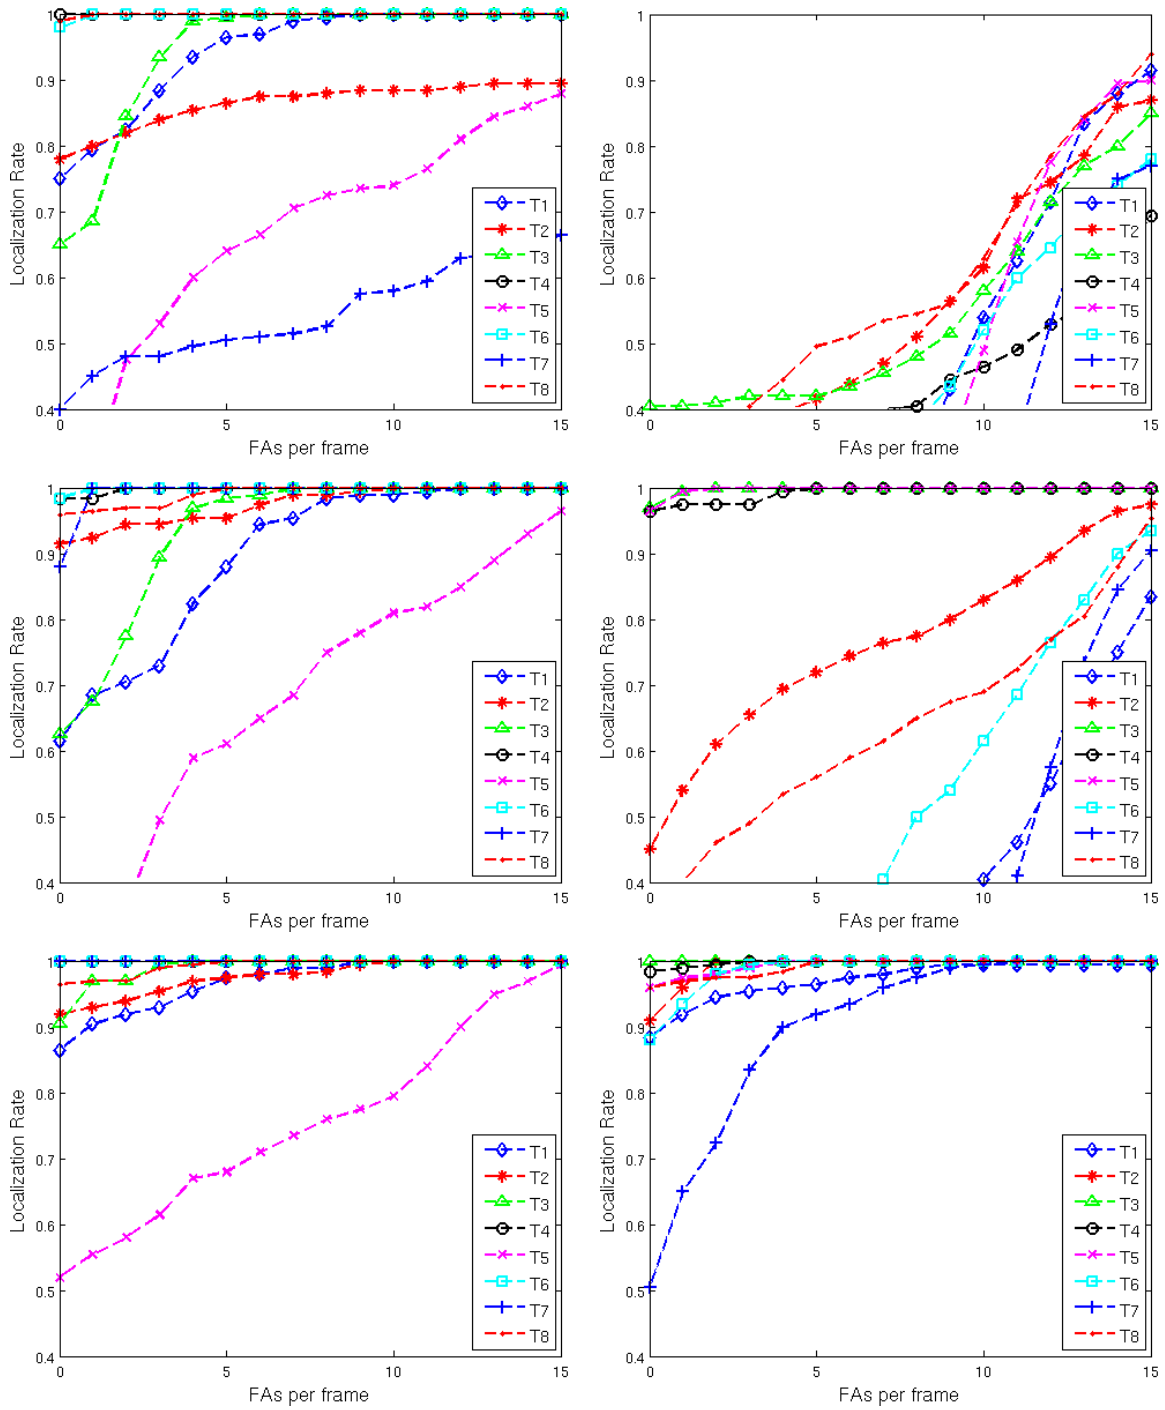 1
0.9
0.8
0.7
0.6
0.5
0.4
Localization Rate
T1
T2
T3
T4
T5
T6
T7
T8
0 5 10 15
FAs per frame
1
0.9
0.8
0.7
0.6
0.5
0.4
Localization Rate
T1
T2
T3
T4
T5
T6
T7
T8
0 5 10 15
FAs per frame
1
0.9
0.8
0.7
0.6
0.5
0.4
Localization Rate
T1
T2
T3
T4
T5
T6
T7
T8
0 5 10 15
FAs per frame
1
0.9
0.8
0.7
0.6
0.5
0.4
Localization Rate
T1
T2
T3
T4
T5
T6
T7
T8
0 5 10 15
FAs per frame
1
0.9
0.8
0.7
0.6
0.5
0.4
Localization Rate
T1
T2
T3
T4
T5
T6
T7
T8
0 5 10 15
FAs per frame
1
0.9
0.8
0.7
0.6
0.5
0.4
Localization Rate
T1
T2
T3
T4
T5
T6
T7
T8
0 5 10 15
FAs per frame